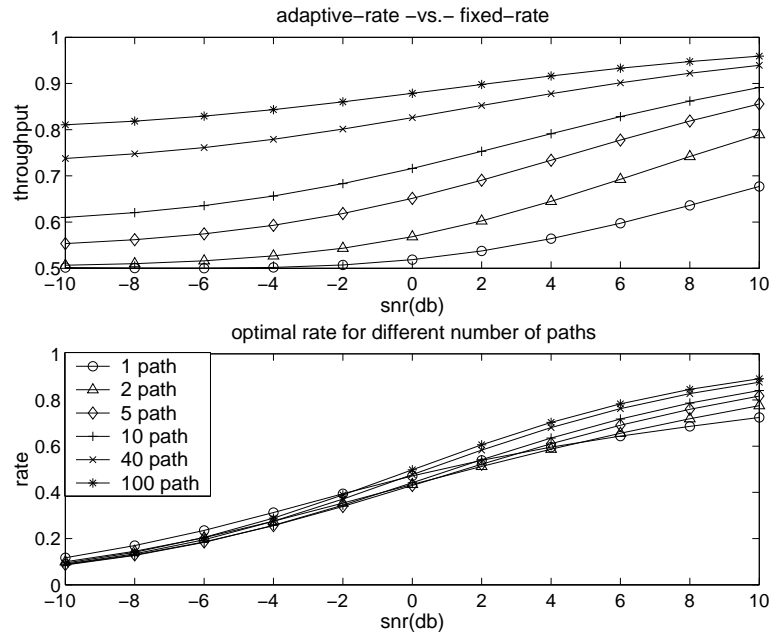 adaptive−rate −vs.− fixed−rate
1
0.9
0.8
0.7
0.6
0.5
throughput
−10 −8 −6 −4 −2 0 2 4 6 8 10
snr(db)
optimal rate for different number of paths
1
0.8
0.6
0.4
0.2
0
rate
1 path
2 path
5 path
10 path
40 path
100 path
−10 −8 −6 −4 −2 0 2 4 6 8 10
snr(db)